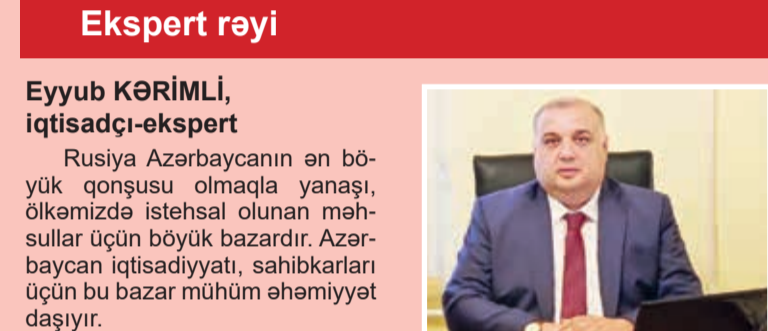 Ekspert rəyi
Eyyub KƏRİMLİ,
iqtisadçı-ekspert
Rusiya Azərbaycanın ən bö-
yük qonşusu olmaqla yanaşı,
ölkəmizdə istehsal olunan məh-
sullar üçün böyük bazardır. Azər-
baycan iqtisadiyyatı, sahibkarları
üçün bu bazar mühüm əhəmiyyət
daşıyır.